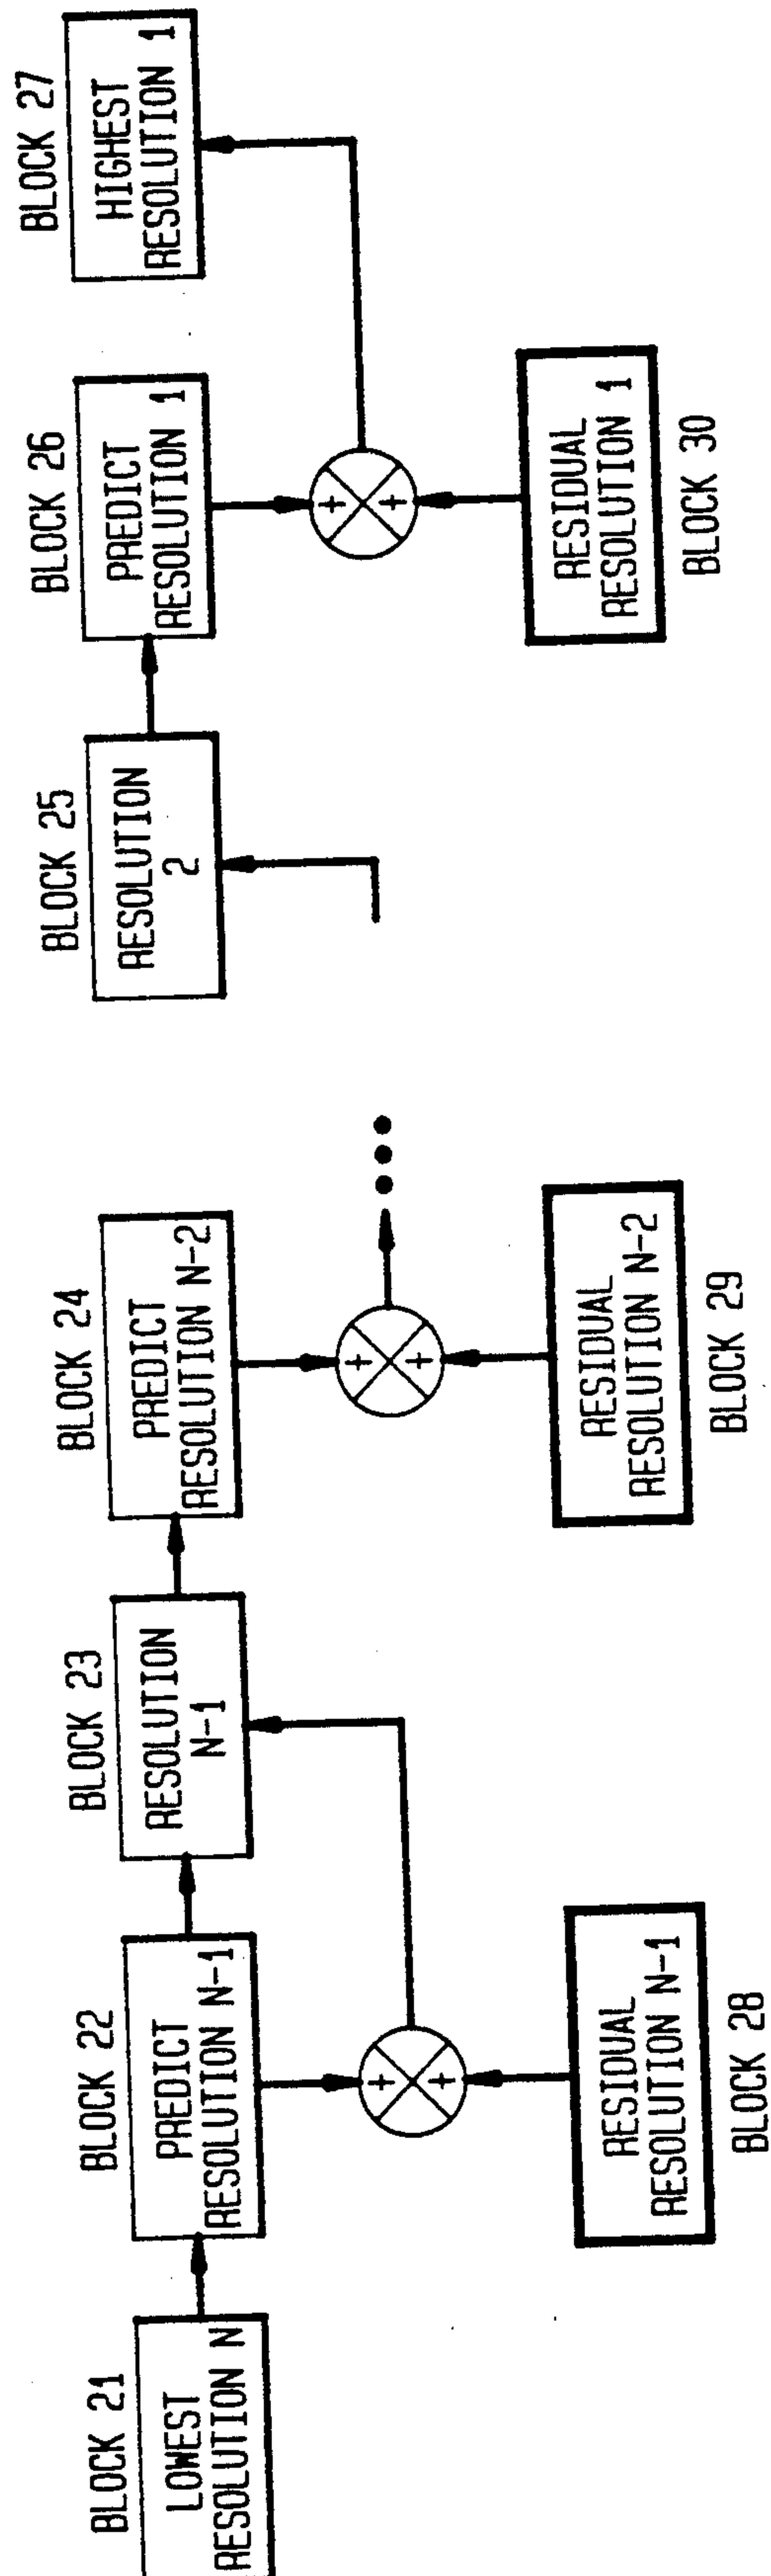 BLOCK 21
LOWEST
RESOLUTION N
BLOCK 22
PREDICT
RESOLUTION N-1
BLOCK 23
RESOLUTION
N-1
BLOCK 24
PREDICT
RESOLUTION N-2
BLOCK 25
RESOLUTION
2
BLOCK 26
PREDICT
RESOLUTION 1
BLOCK 27
HIGHEST
RESOLUTION 1
+
+
+
+
+
+
RESIDUAL
RESOLUTION N-1
BLOCK 28
RESIDUAL
RESOLUTION N-2
BLOCK 29
RESIDUAL
RESOLUTION 1
BLOCK 30